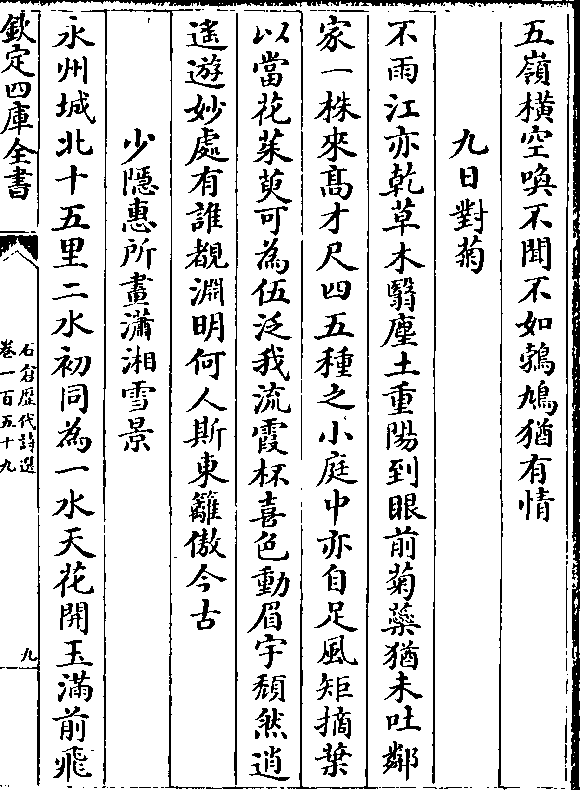 五嶺橫空喚不聞不如鵓鳩猶有情
九日對菊
不雨江亦乾草木翳塵土重陽到眼前菊蘂猶未吐鄰
家一株來髙才尺四五種之小庭中亦自足風矩摘葉
以當花茱萸可為伍泛我流霞杯喜色動眉宇頹然逍
遥遊妙處有誰覩淵明何人斯東籬傲今古
少隠惠所畫瀟湘雪景
永州城北十五里二水初同為一水天花開玉滿前飛
欽定四庫全書
石倉歴代詩選
卷一百五十九
九